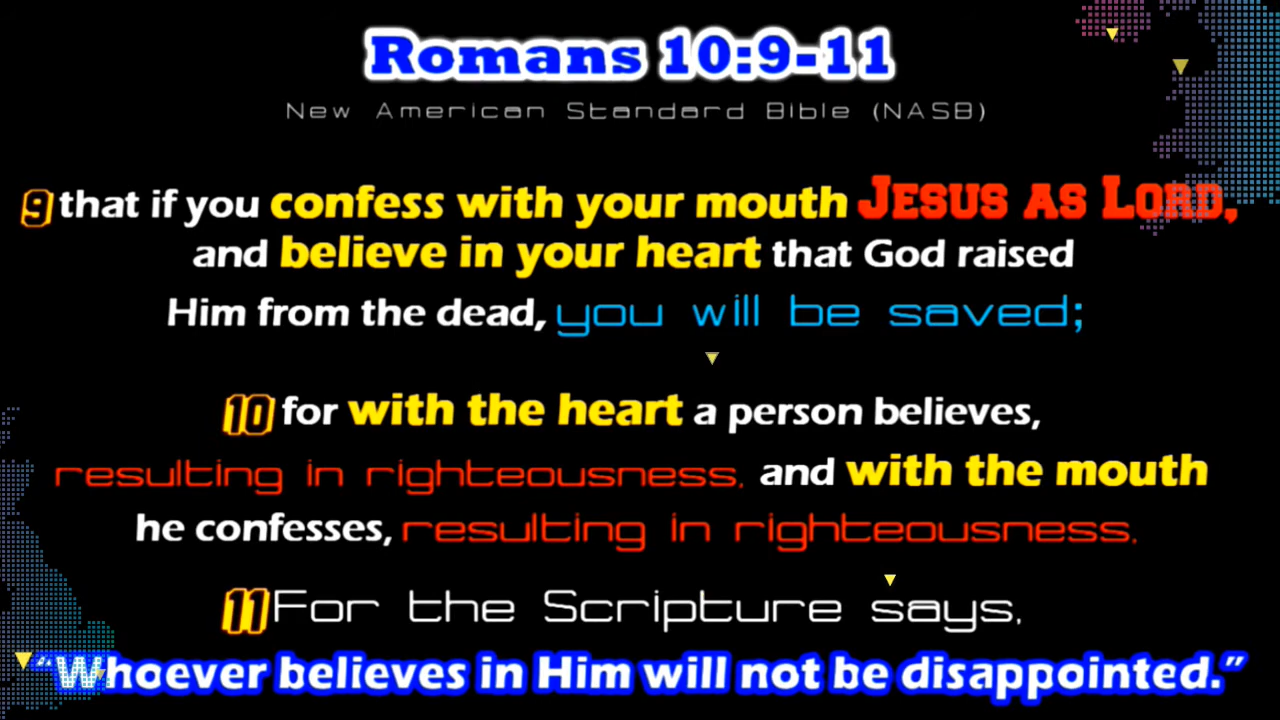 Romans 10:9-11
New American Standard Bible (NASB)
9 that if you confess with your mouth Jesus as Lord,
and believe in your heart that God raised
Him from the dead, you will be saved;
10 for with the heart a person believes,
resulting in righteousness, and with the mouth
he confesses, resulting in righteousness.
11 For the Scripture says,
“Whoever believes in Him will not be disappointed.”